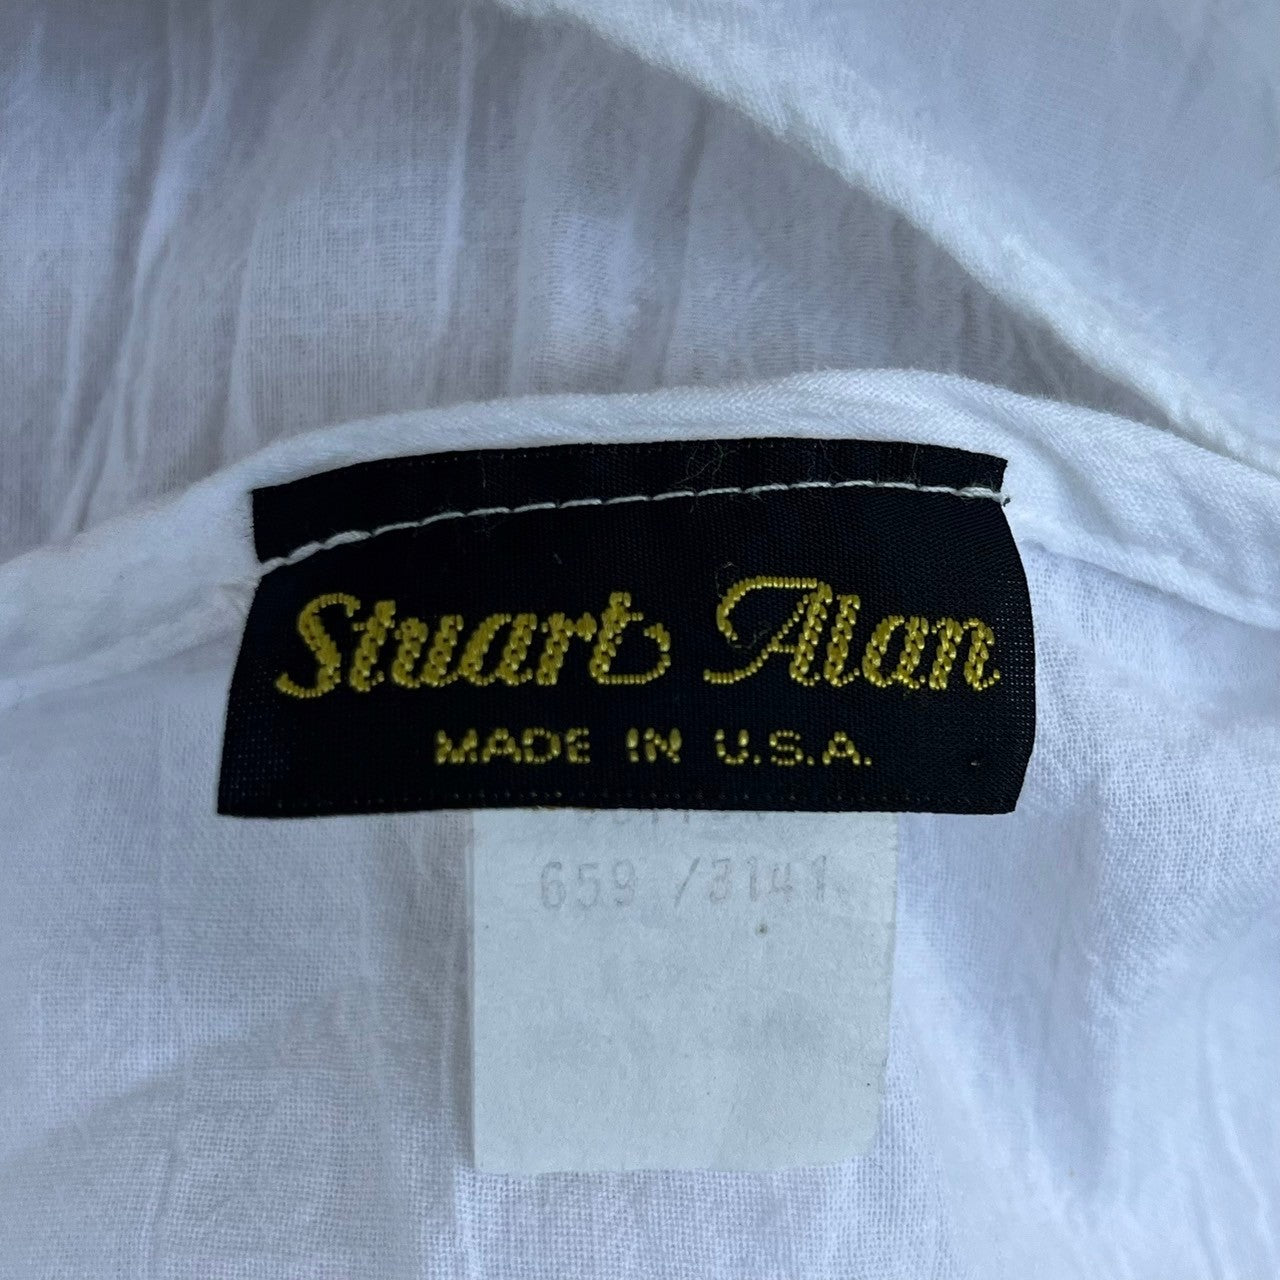 Stuart Alan
MADE IN U.S.A.
659 /3141